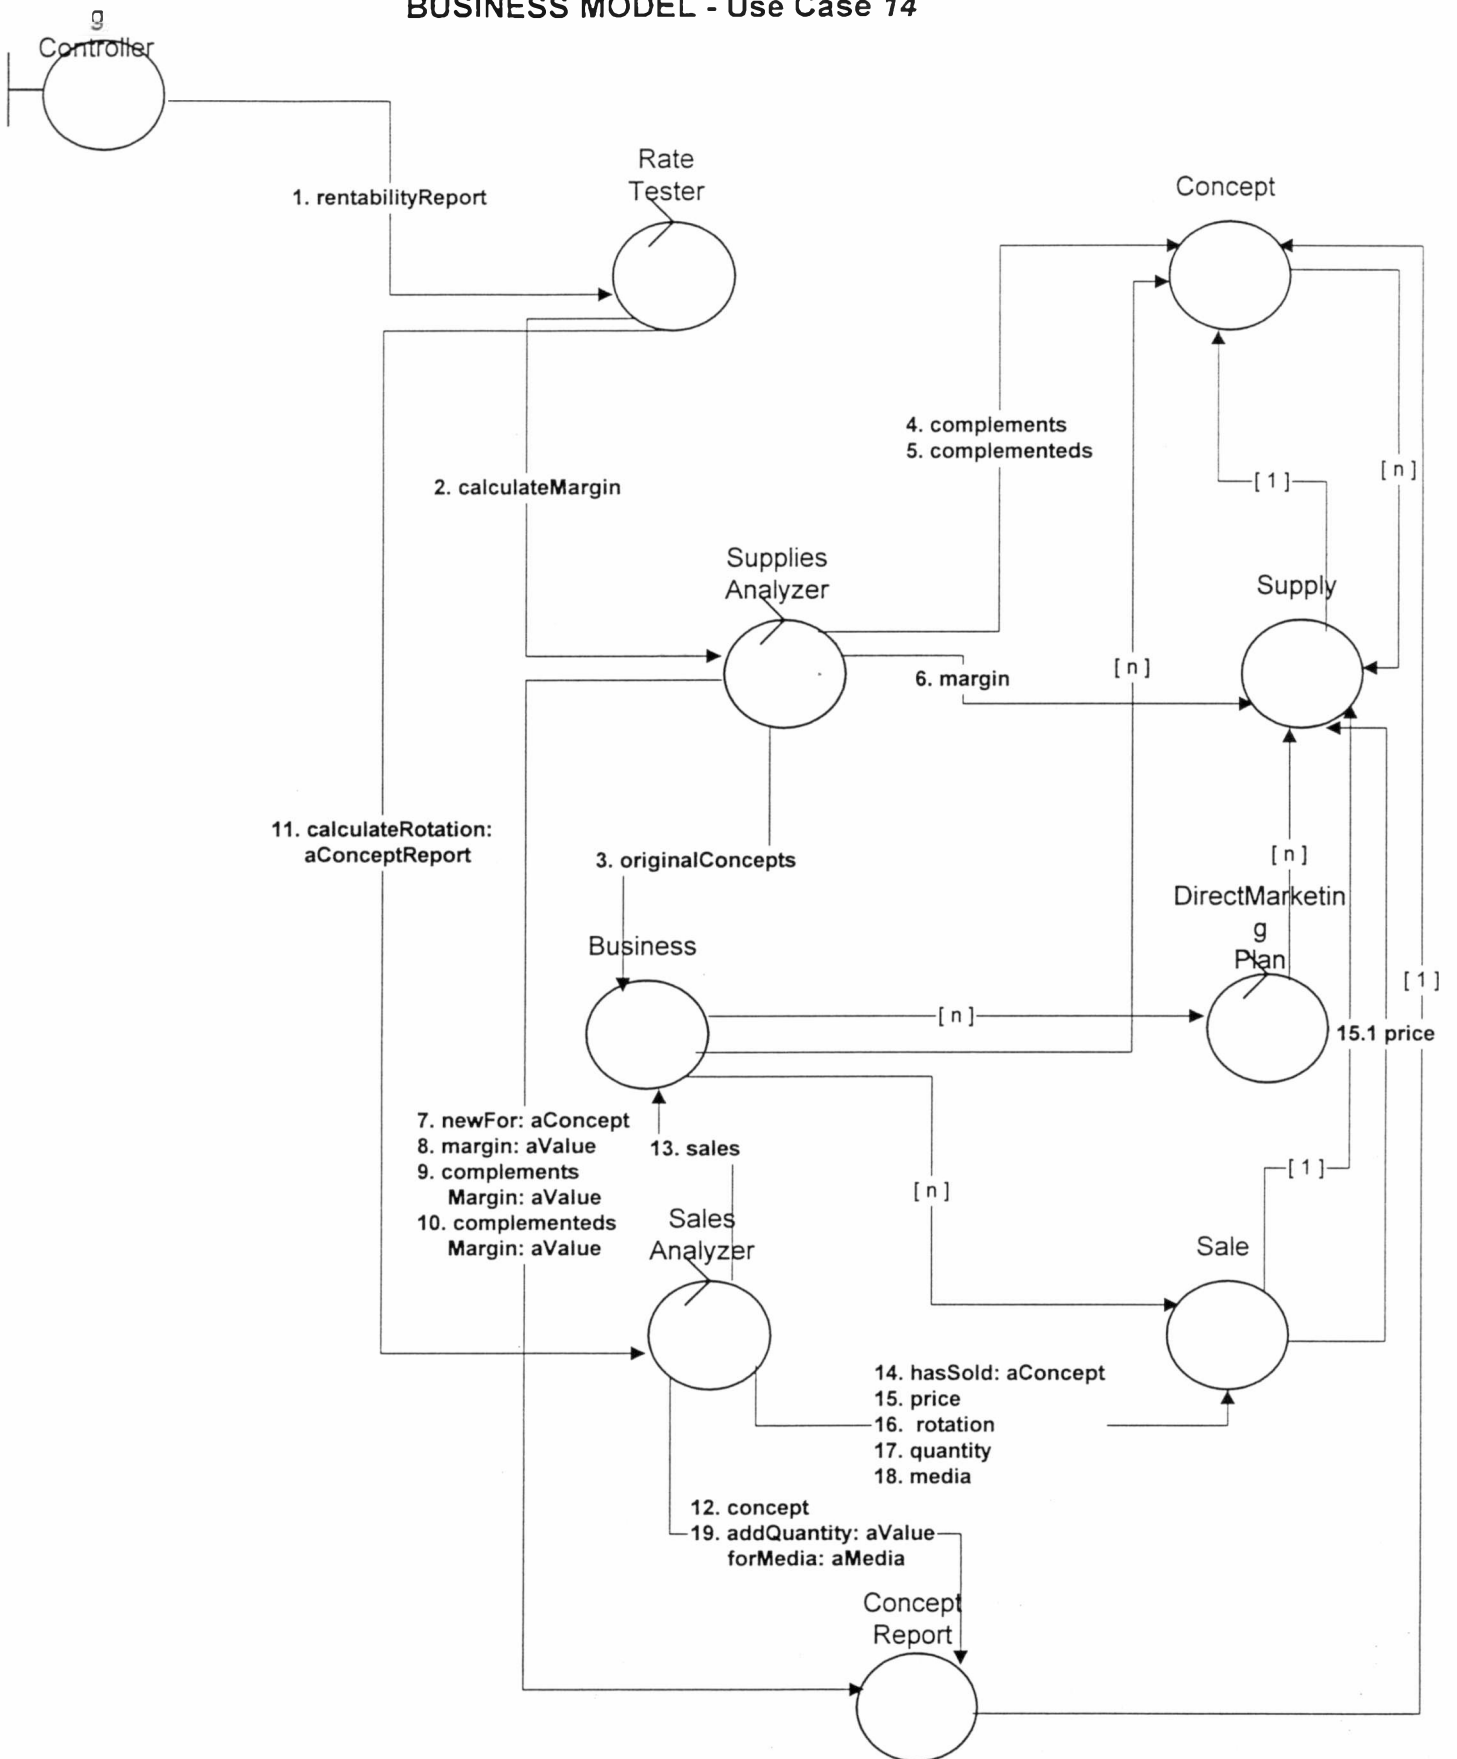 BUSINESS MODEL - Use Case 14
g
Controller
Rate
Tester
Concept
1. rentabilityReport
4. complements
5. complementeds
[ n ]
[ 1 ]
2. calculateMargin
Supplies
Analyzer
Supply
[ n ]
6. margin
11. calculateRotation:
aConceptReport
3. originalConcepts
[ n ]
DirectMarketin
g
Plan
Business
[ 1 ]
[ n ]
15.1 price
7. newFor: aConcept
8. margin: aValue
9. complements
Margin: aValue
10. complementeds
Margin: aValue
13. sales
[ 1 ]
[ n ]
Sales
Analyzer
Sale
14. hasSold: aConcept
15. price
16. rotation
17. quantity
18. media
12. concept
19. addQuantity: aValue
forMedia: aMedia
Concept
Report